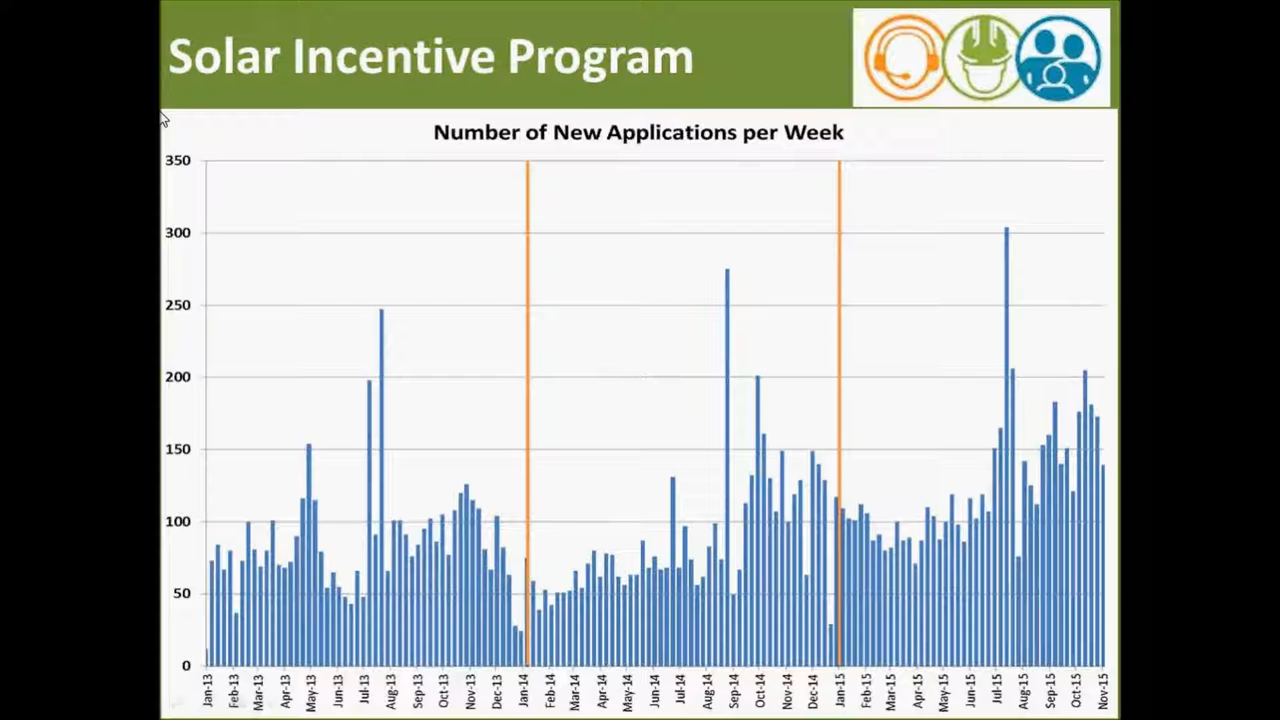 Solar Incentive Program
Number of New Applications per Week
350
300
250
200
150
100
50
0
Jan-13
Feb-13
Mar-13
Apr-13
May-13
Jun-13
Jul-13
Aug-13
Sep-13
Oct-13
Nov-13
Dec-13
Jan-14
Feb-14
Mar-14
Apr-14
May-14
Jun-14
Jul-14
Aug-14
Sep-14
Oct-14
Nov-14
Dec-14
Jan-15
Feb-15
Mar-15
Apr-15
May-15
Jun-15
Jul-15
Aug-15
Sep-15
Oct-15
Nov-15